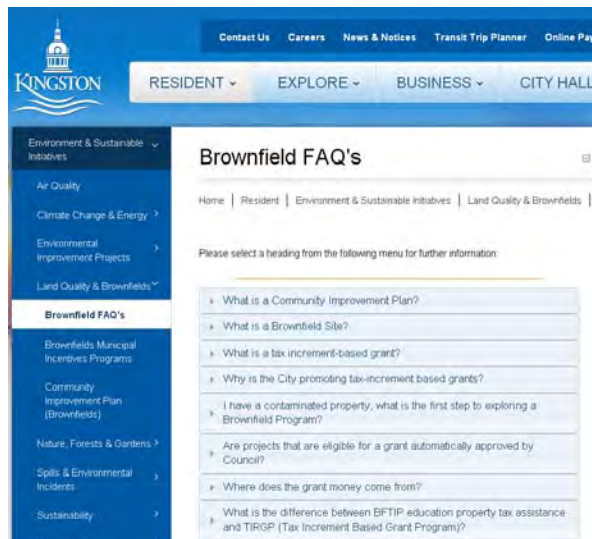 Contact Us Careers News & Notices Transit Trip Planner Online Pay
KINGSTON
RESIDENT EXPLORE BUSINESS CITY HALL
Environment & Sustainable
Initiatives
Air Quality
Climate Change & Energy
Environmental
Improvement Projects
Land Quality & Brownfields
Brownfield FAQ's
Brownfields Municipal
Incentives Programs
Community
Improvement Plan
(Brownfields)
Nature, Forests & Gardens
Spills & Environmental
Incidents
Sustainability
Brownfield FAQ's
Home | Resident | Environment & Sustainable Initiatives | Land Quality & Brownfields |
Please select a heading from the following menu for further information:
What is a Community Improvement Plan?
What is a Brownfield Site?
What is a tax increment-based grant?
Why is the City promoting tax-increment based grants?
I have a contaminated property, what is the first step to exploring a
Brownfield Program?
Are projects that are eligible for a grant automatically approved by
Council?
Where does the grant money come from?
What is the difference between BFTIP education property tax assistance
and TIRGP (Tax Increment Based Grant Program)?